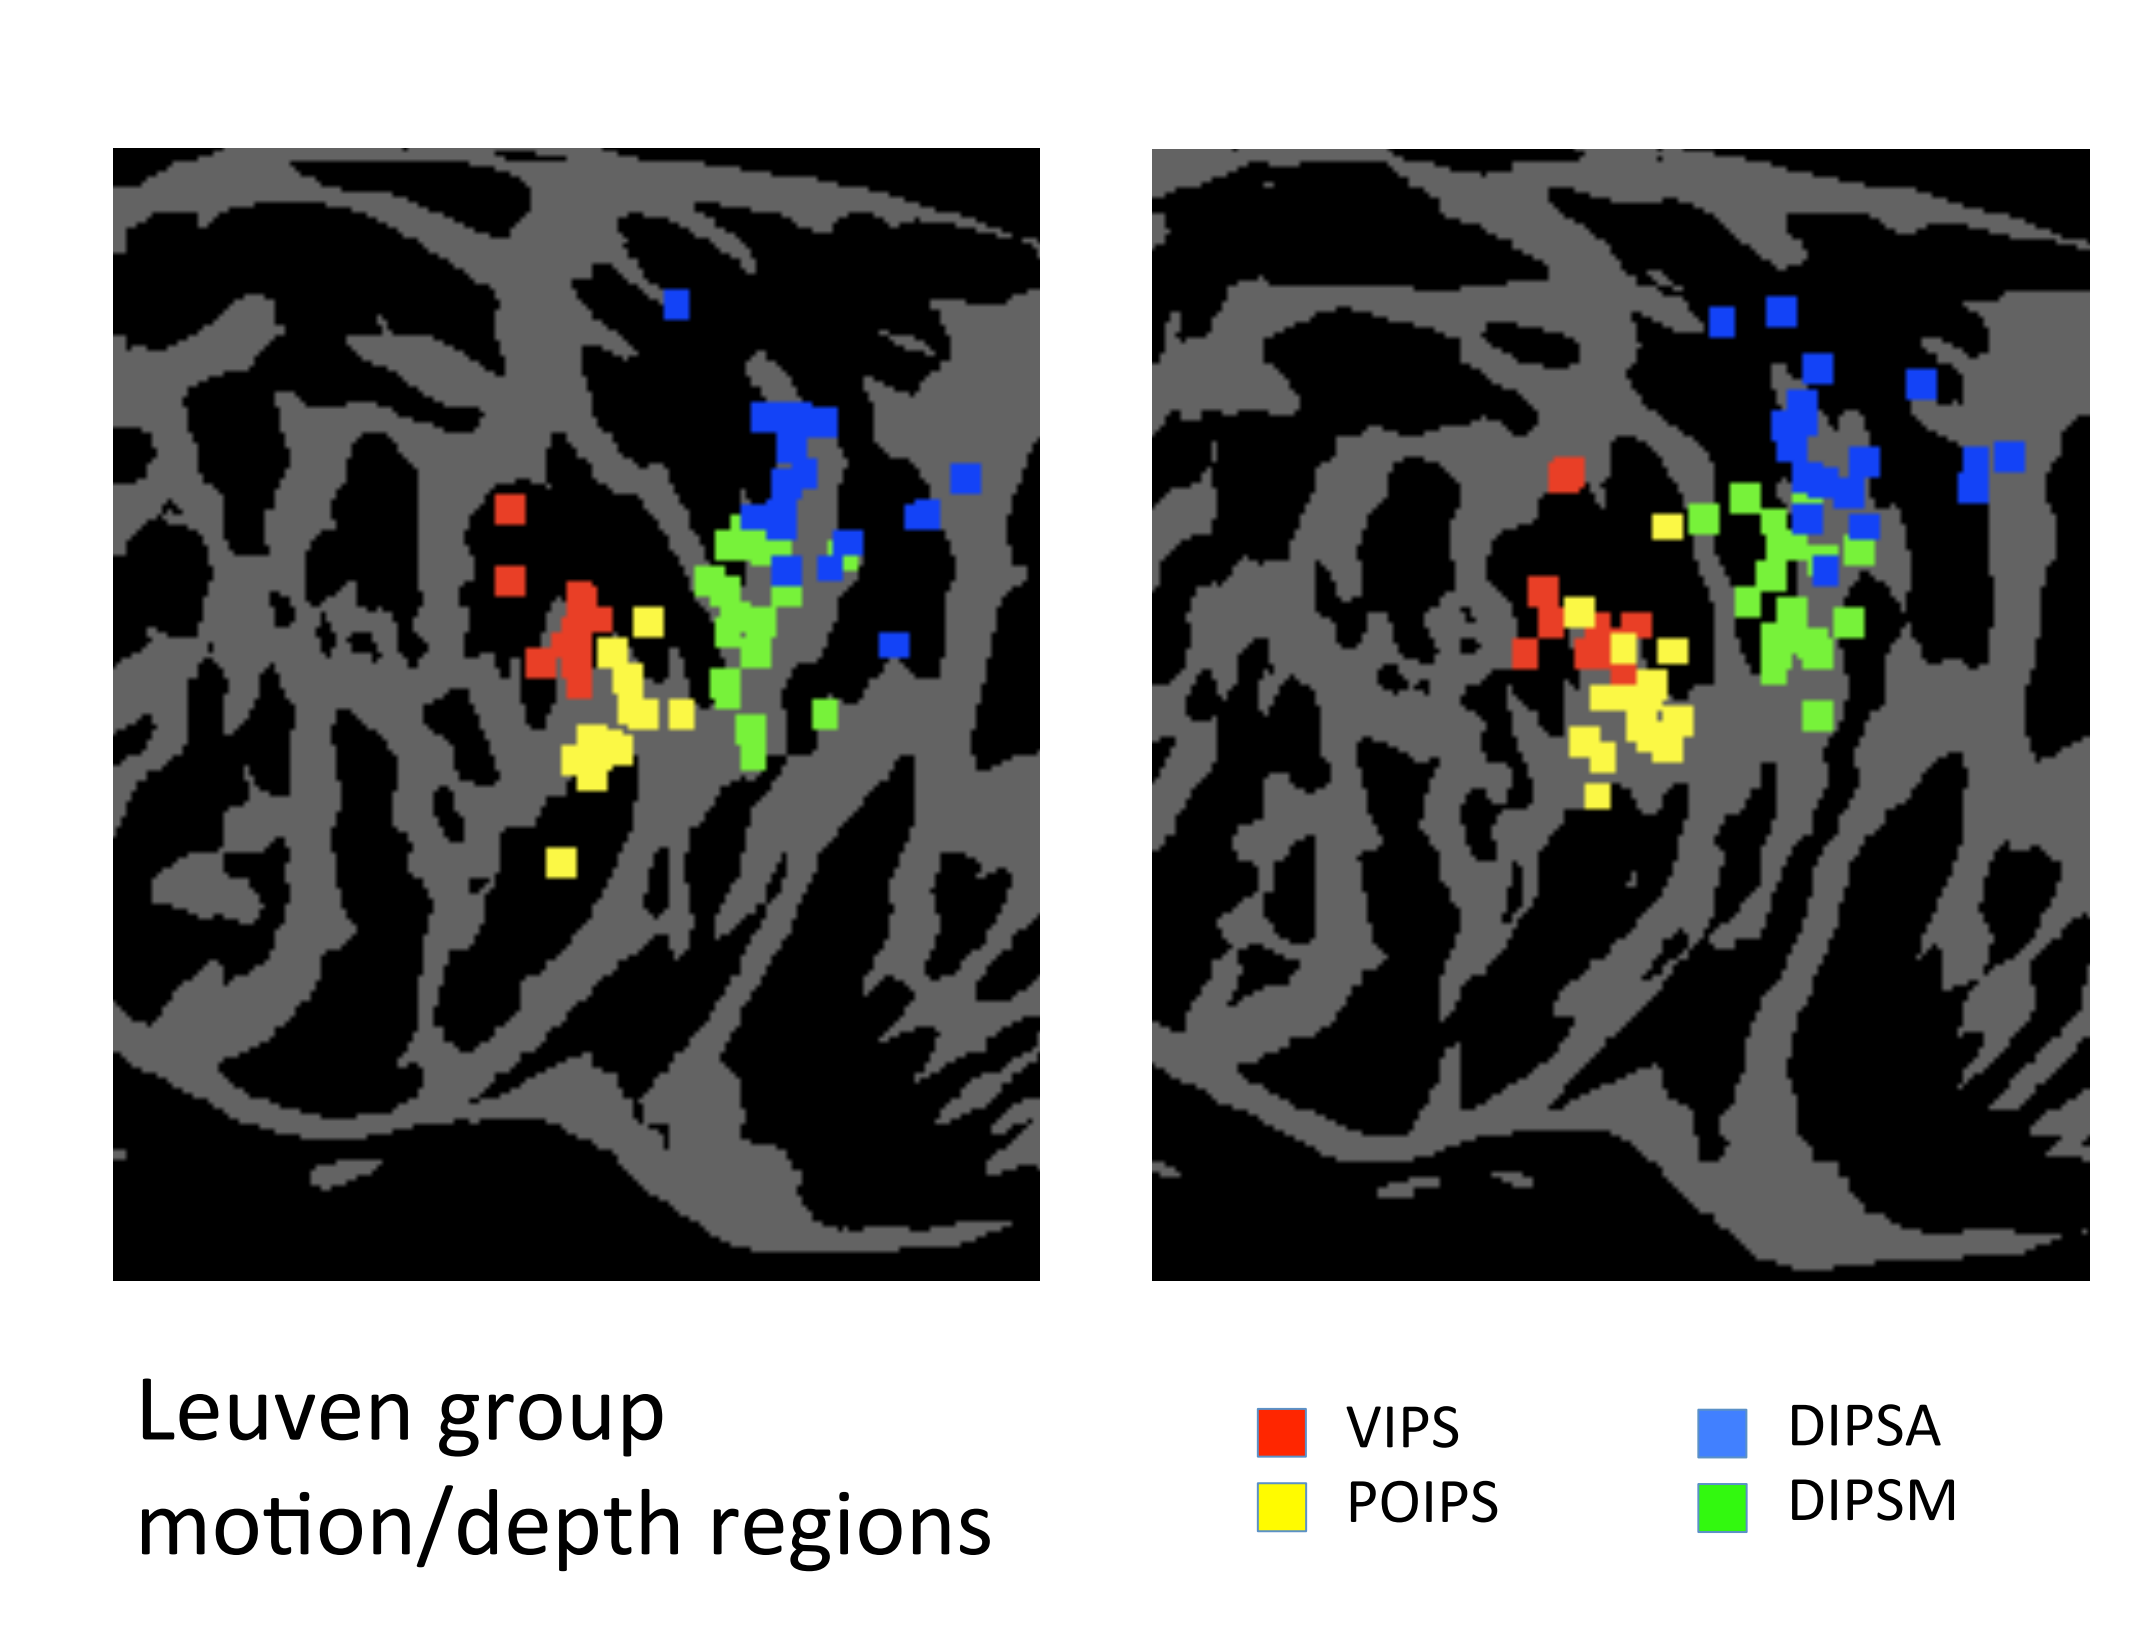 Leuven group
motion/depth regions
VIPS
POIPS
DIPSA
DIPSM